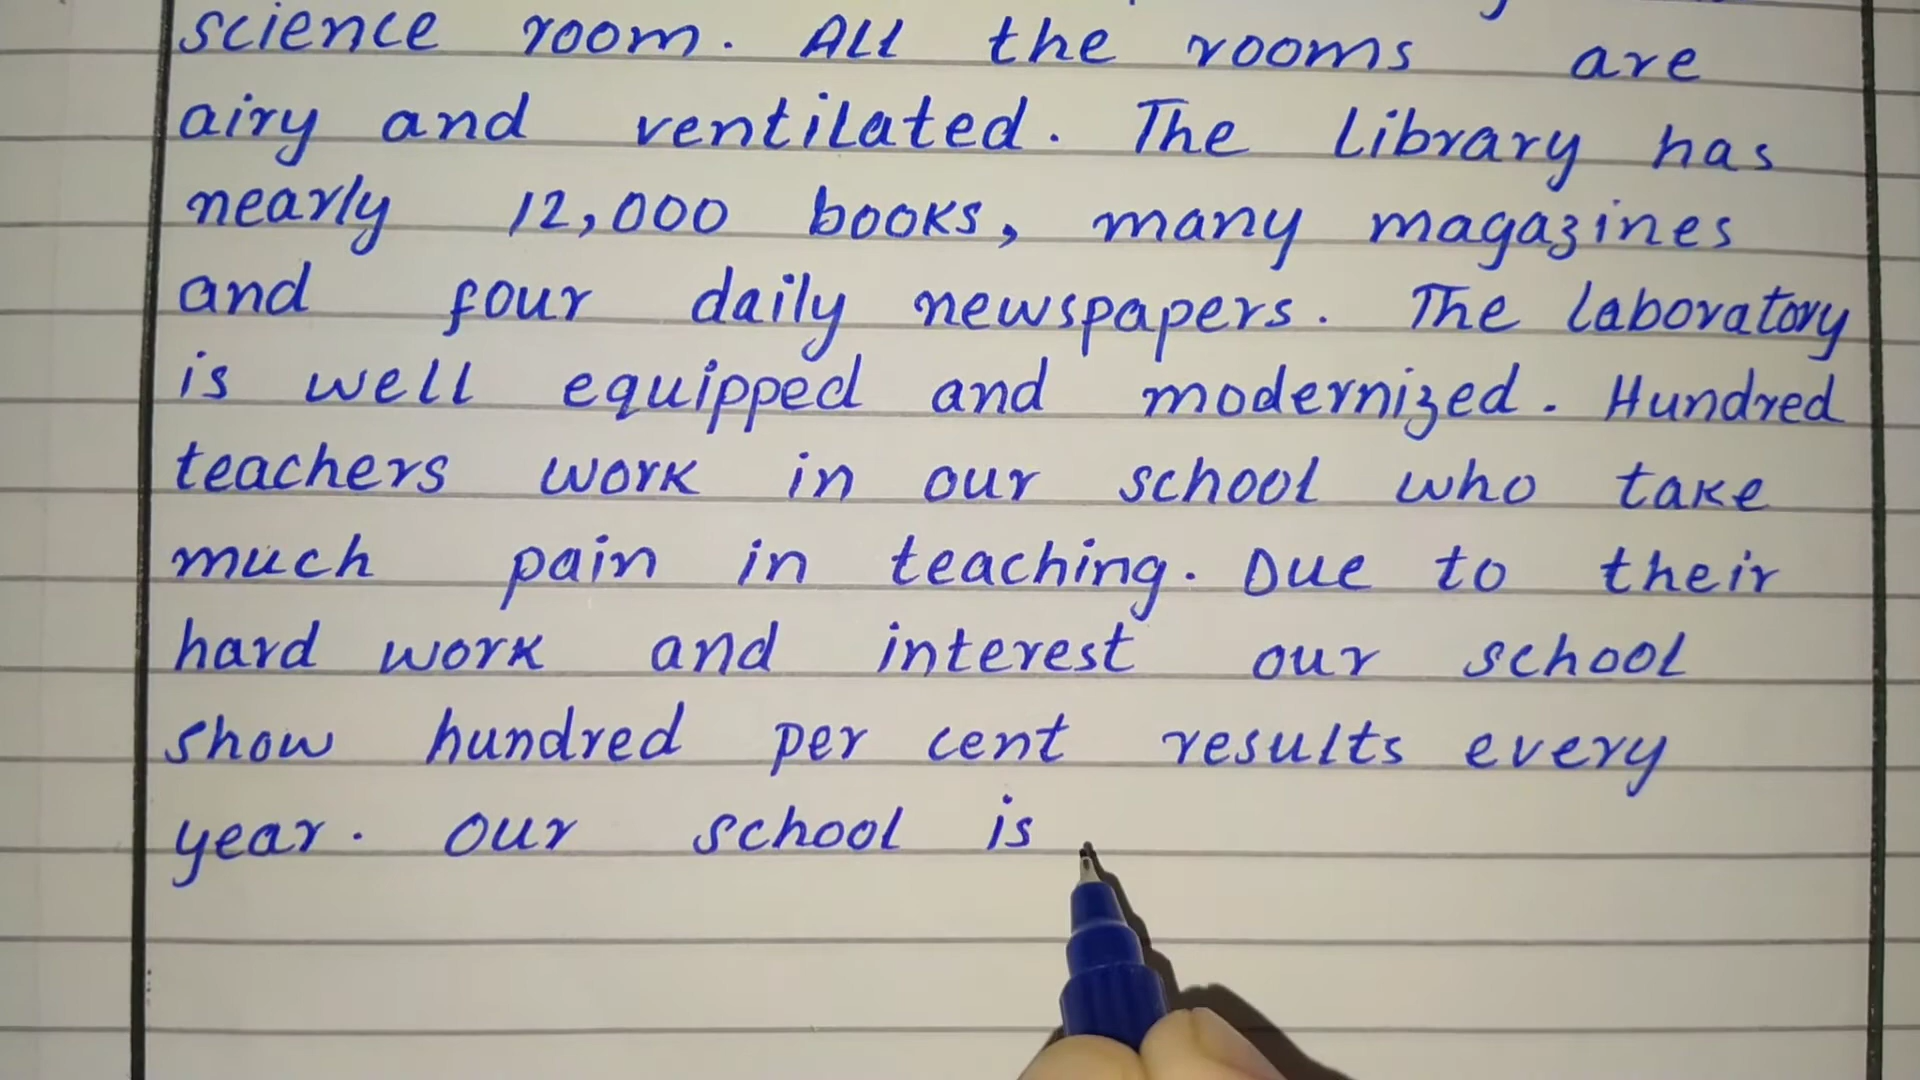 science room. All the rooms are
airy and ventilated. The library has
nearly 12,000 books, many magazines
and four daily newspapers. The laboratory
is well equipped and modernized. Hundred
teachers work in our school who take
much pain in teaching. Due to their
hard work and interest our school
show hundred per cent results every
year. Our school is